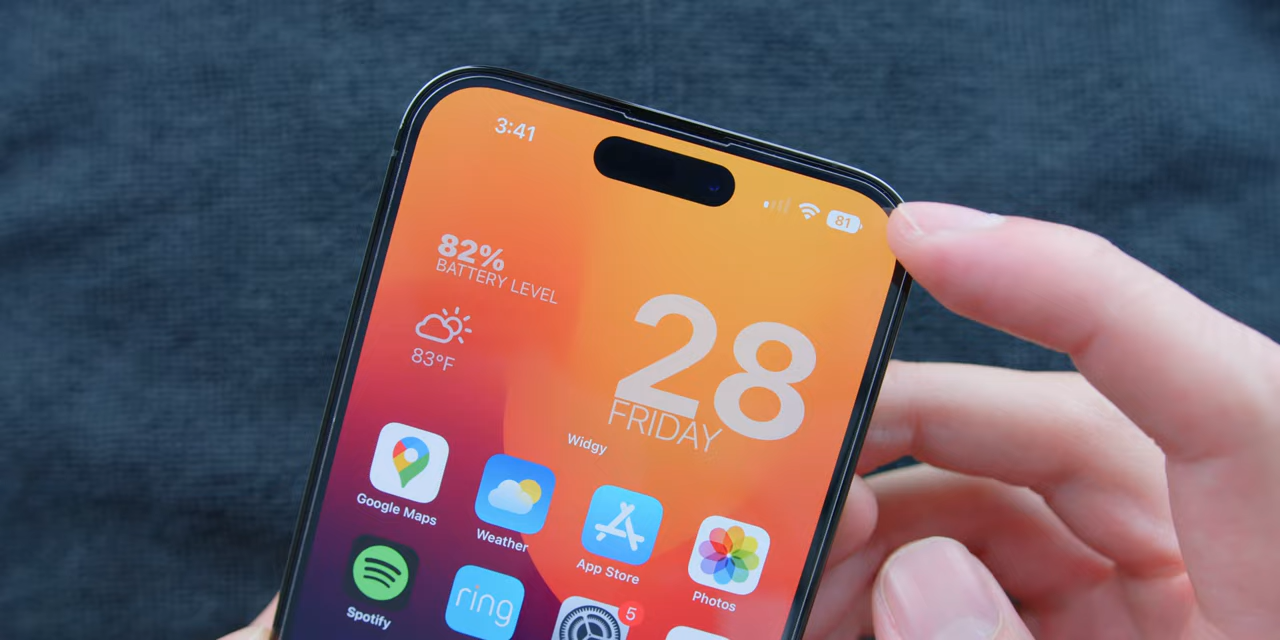 3:41
81
82%
BATTERY LEVEL
83°F
28
FRIDAY
Widgy
Google Maps
Weather
App Store
Photos
Spotify
ring
5